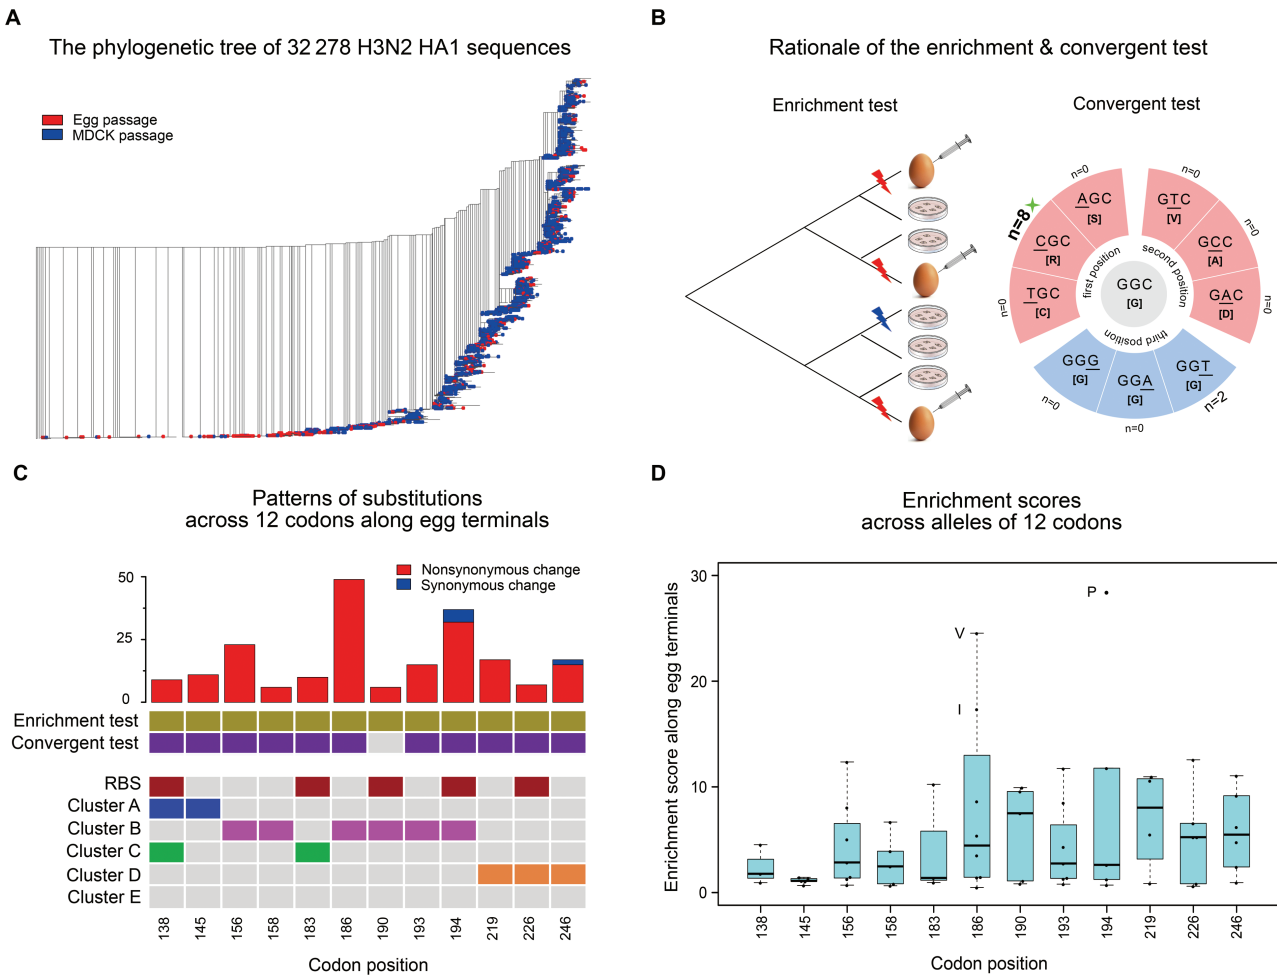 A
The phylogenetic tree of 32 278 H3N2 HA1 sequences
Egg passage
MDCK passage
B
Rationale of the enrichment & convergent test
Enrichment test
Convergent test
n=0
n=0
n=8
AGC
[S]
GTC
[V]
n=0
CGC
[R]
GCC
[A]
first position
second position
GGC
[G]
n=0
TGC
[C]
GAC
[D]
n=0
third position
GGG
[G]
GGA
[G]
GGT
[G]
n=0
n=0
n=2
C
Patterns of substitutions
across 12 codons along egg terminals
Nonsynonymous change
Synonymous change
50
25
0
Enrichment test
Convergent test
RBS
Cluster A
Cluster B
Cluster C
Cluster D
Cluster E
138 145 156 158 183 186 190 193 194 219 226 246
Codon position
D
Enrichment scores
across alleles of 12 codons
Enrichment score along egg terminals
30
20
10
0
P
V
I
138 145 156 158 183 186 190 193 194 219 226 246
Codon position